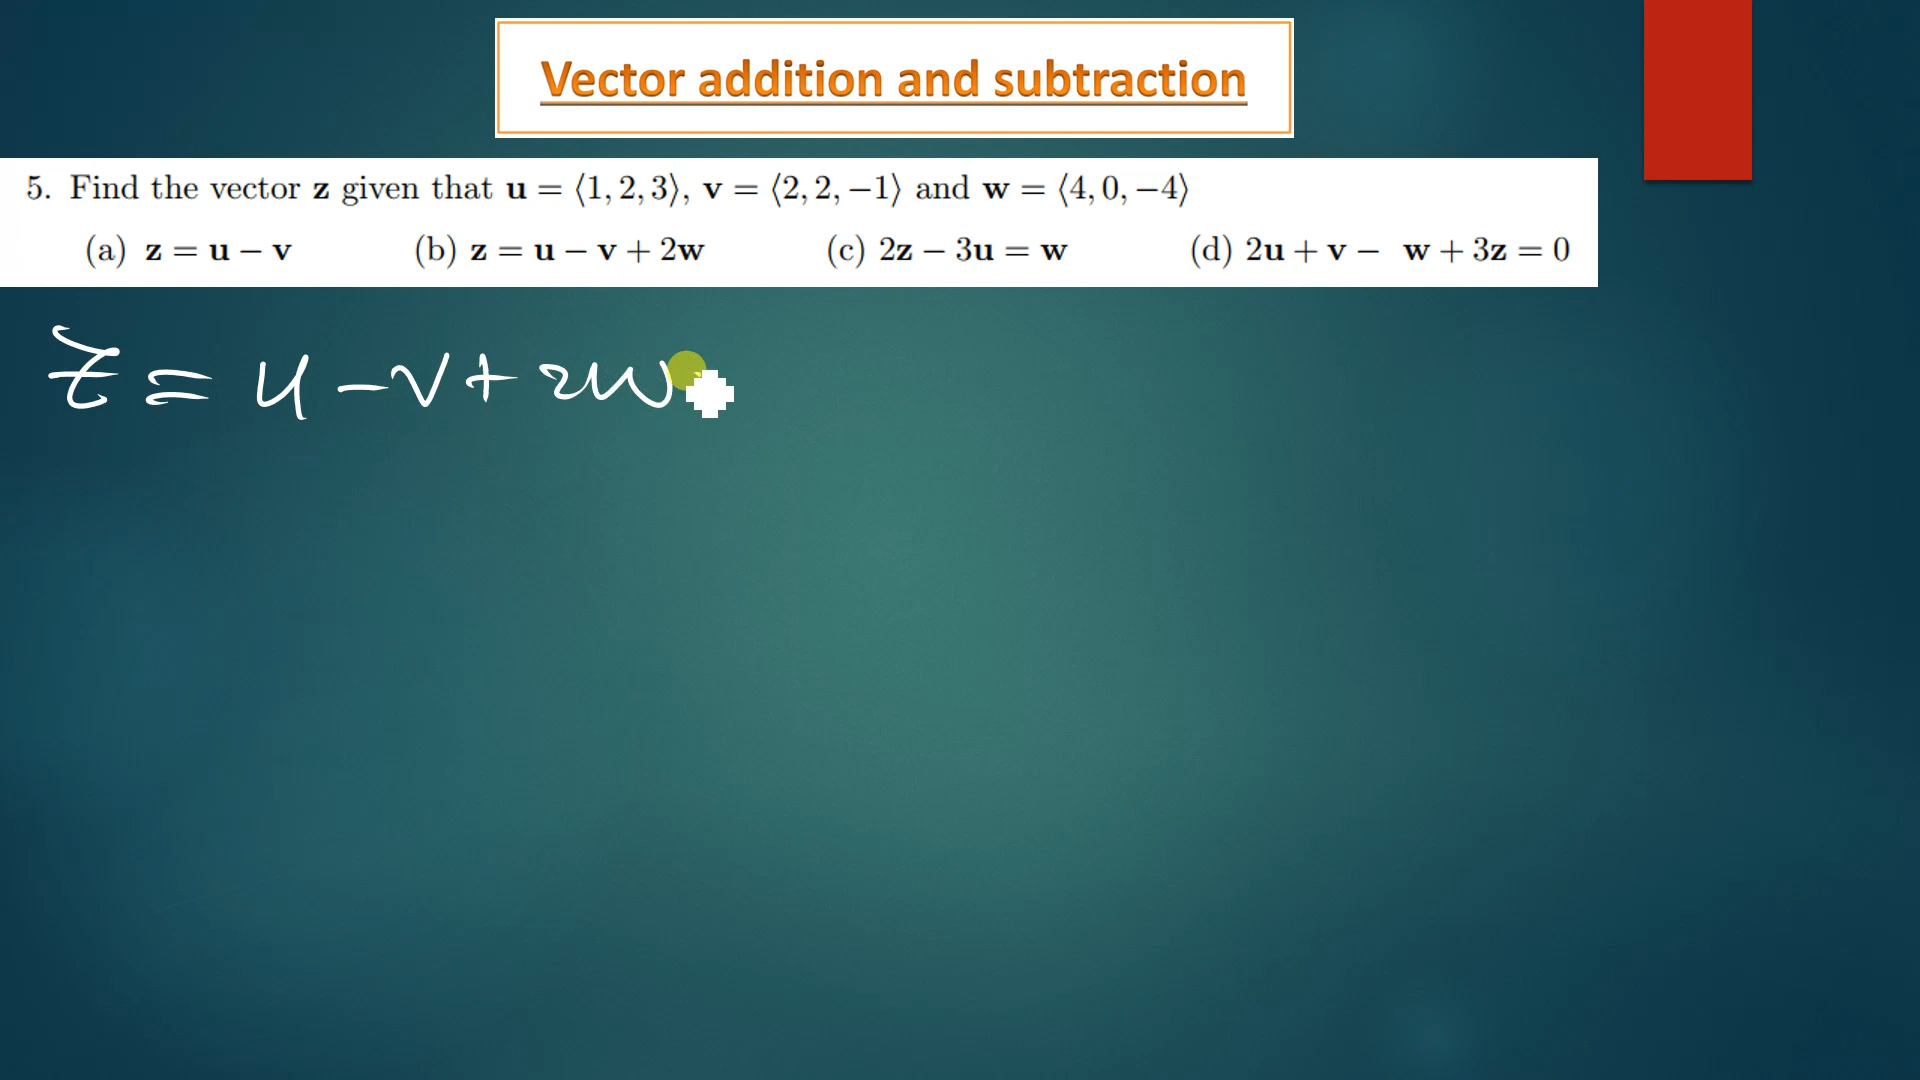 Vector addition and subtraction
5. Find the vector z given that u = ⟨1, 2, 3⟩, v = ⟨2, 2, −1⟩ and w = ⟨4, 0, −4⟩
(a) z = u − v (b) z = u − v + 2w (c) 2z − 3u = w (d) 2u + v − w + 3z = 0
z = u - v + 2w